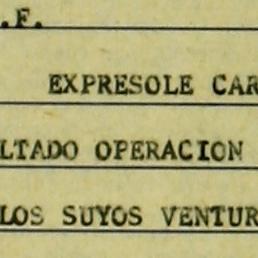 .F.
EXPRESOLE CAR
LTADO OPERACION
LOS SUYOS VENTUR